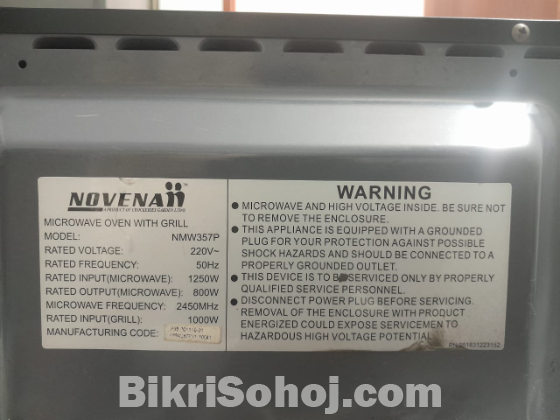 NOVENA
MICROWAVE OVEN WITH GRILL
MODEL: NMW357P
RATED VOLTAGE: 220V~
RATED FREQUENCY: 50Hz
RATED INPUT(MICROWAVE): 1250W
RATED OUTPUT(MICROWAVE): 800W
MICROWAVE FREQUENCY: 2450MHz
RATED INPUT(GRILL): 1000W
MANUFACTURING CODE:
WARNING
● MICROWAVE AND HIGH VOLTAGE INSIDE. BE SURE NOT
TO REMOVE THE ENCLOSURE.
● THIS APPLIANCE IS EQUIPPED WITH A GROUNDED
PLUG FOR YOUR PROTECTION AGAINST POSSIBLE
SHOCK HAZARDS AND SHOULD BE CONNECTED TO A
PROPERLY GROUNDED OUTLET.
● THIS DEVICE IS TO BE SERVICED ONLY BY PROPERLY
QUALIFIED SERVICE PERSONNEL.
● DISCONNECT POWER PLUG BEFORE SERVICING.
REMOVAL OF THE ENCLOSURE WITH PRODUCT
ENERGIZED COULD EXPOSE SERVICEMEN TO
HAZARDOUS HIGH VOLTAGE POTENTIAL
BikriSohoj.com